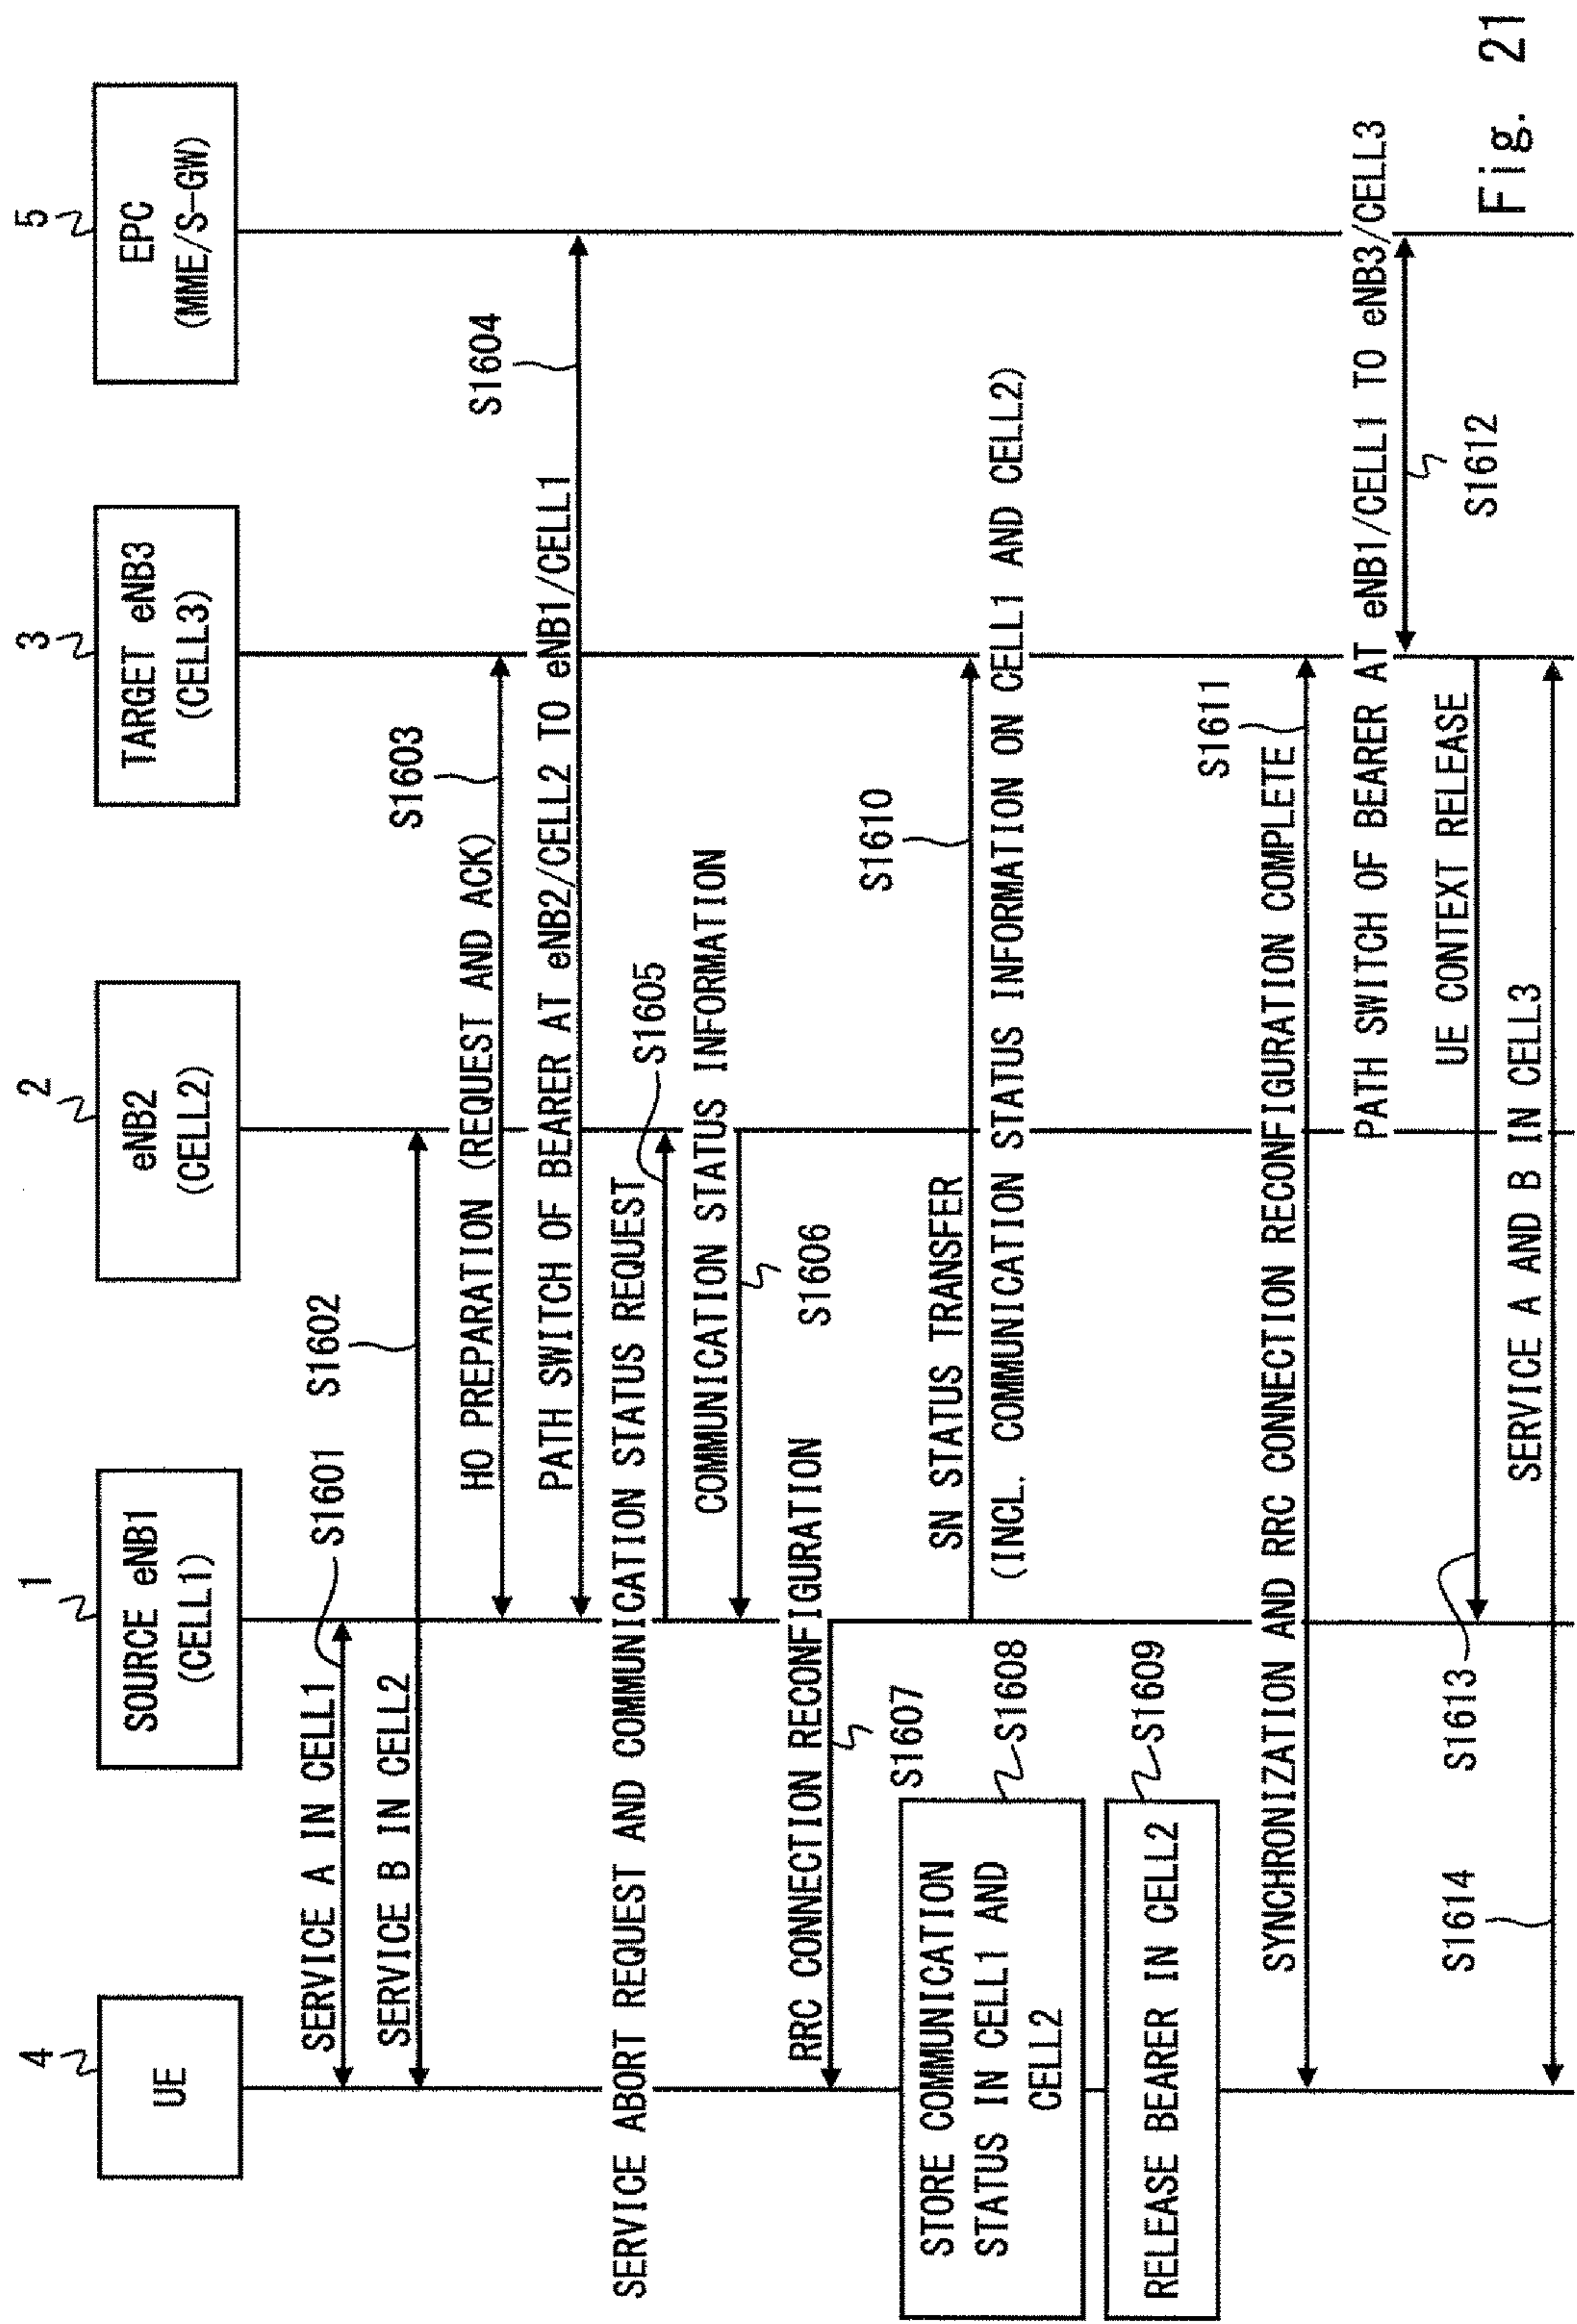 4
UE
1
SOURCE eNB1
(CELL1)
2
eNB2
(CELL2)
3
TARGET eNB3
(CELL3)
5
EPC
(MME/S-GW)
SERVICE A IN CELL1
S1601
SERVICE B IN CELL2
S1602
HO PREPARATION (REQUEST AND ACK)
S1603
PATH SWITCH OF BEARER AT eNB2/CELL2 TO eNB1/CELL1
S1604
SERVICE ABORT REQUEST AND COMMUNICATION STATUS REQUEST
S1605
COMMUNICATION STATUS INFORMATION
S1606
RRC CONNECTION RECONFIGURATION
S1607
STORE COMMUNICATION
STATUS IN CELL1 AND
CELL2
S1608
SN STATUS TRANSFER
S1610
(INCL. COMMUNICATION STATUS INFORMATION ON CELL1 AND CELL2)
RELEASE BEARER IN CELL2
S1609
SYNCHRONIZATION AND RRC CONNECTION RECONFIGURATION COMPLETE
S1611
PATH SWITCH OF BEARER AT eNB1/CELL1 TO eNB3/CELL3
S1612
UE CONTEXT RELEASE
S1613
SERVICE A AND B IN CELL3
S1614
Fig. 21